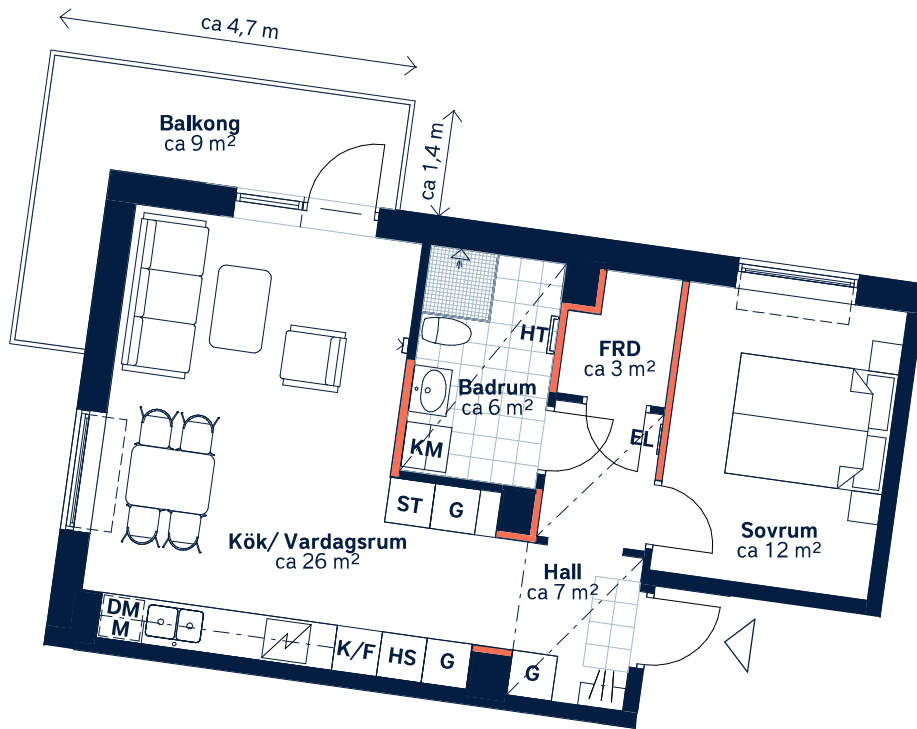 ca 4,7 m
Balkong
ca 9 m²
ca 1,4 m
HT
FRD
ca 3 m²
Badrum
ca 6 m²
EL
KM
ST
G
Sovrum
ca 12 m²
Kök/ Vardagsrum
ca 26 m²
Hall
ca 7 m²
DM
M
K/F
HS
G
G